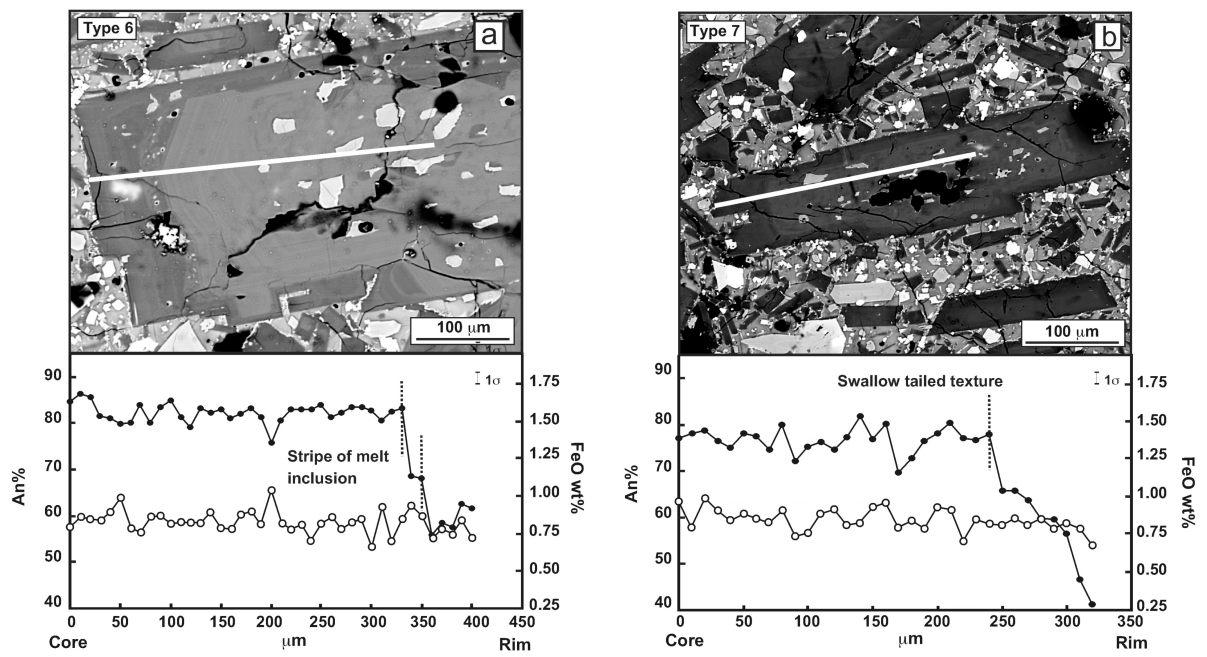 Type 6
a
100 μm
1σ
90
80
70
60
50
40
An%
1.75
1.50
1.25
1.00
0.75
0.50
0.25
FeO wt%
I 1σ
Stripe of melt
inclusion
0 50 100 150 200 250 300 350 400 450
Core μm Rim
Type 7
b
100 μm
90
80
70
60
50
40
An%
1.75
1.50
1.25
1.00
0.75
0.50
0.25
FeO wt%
Swallow tailed texture
I 1σ
0 50 100 150 200 250 300 350
Core μm Rim